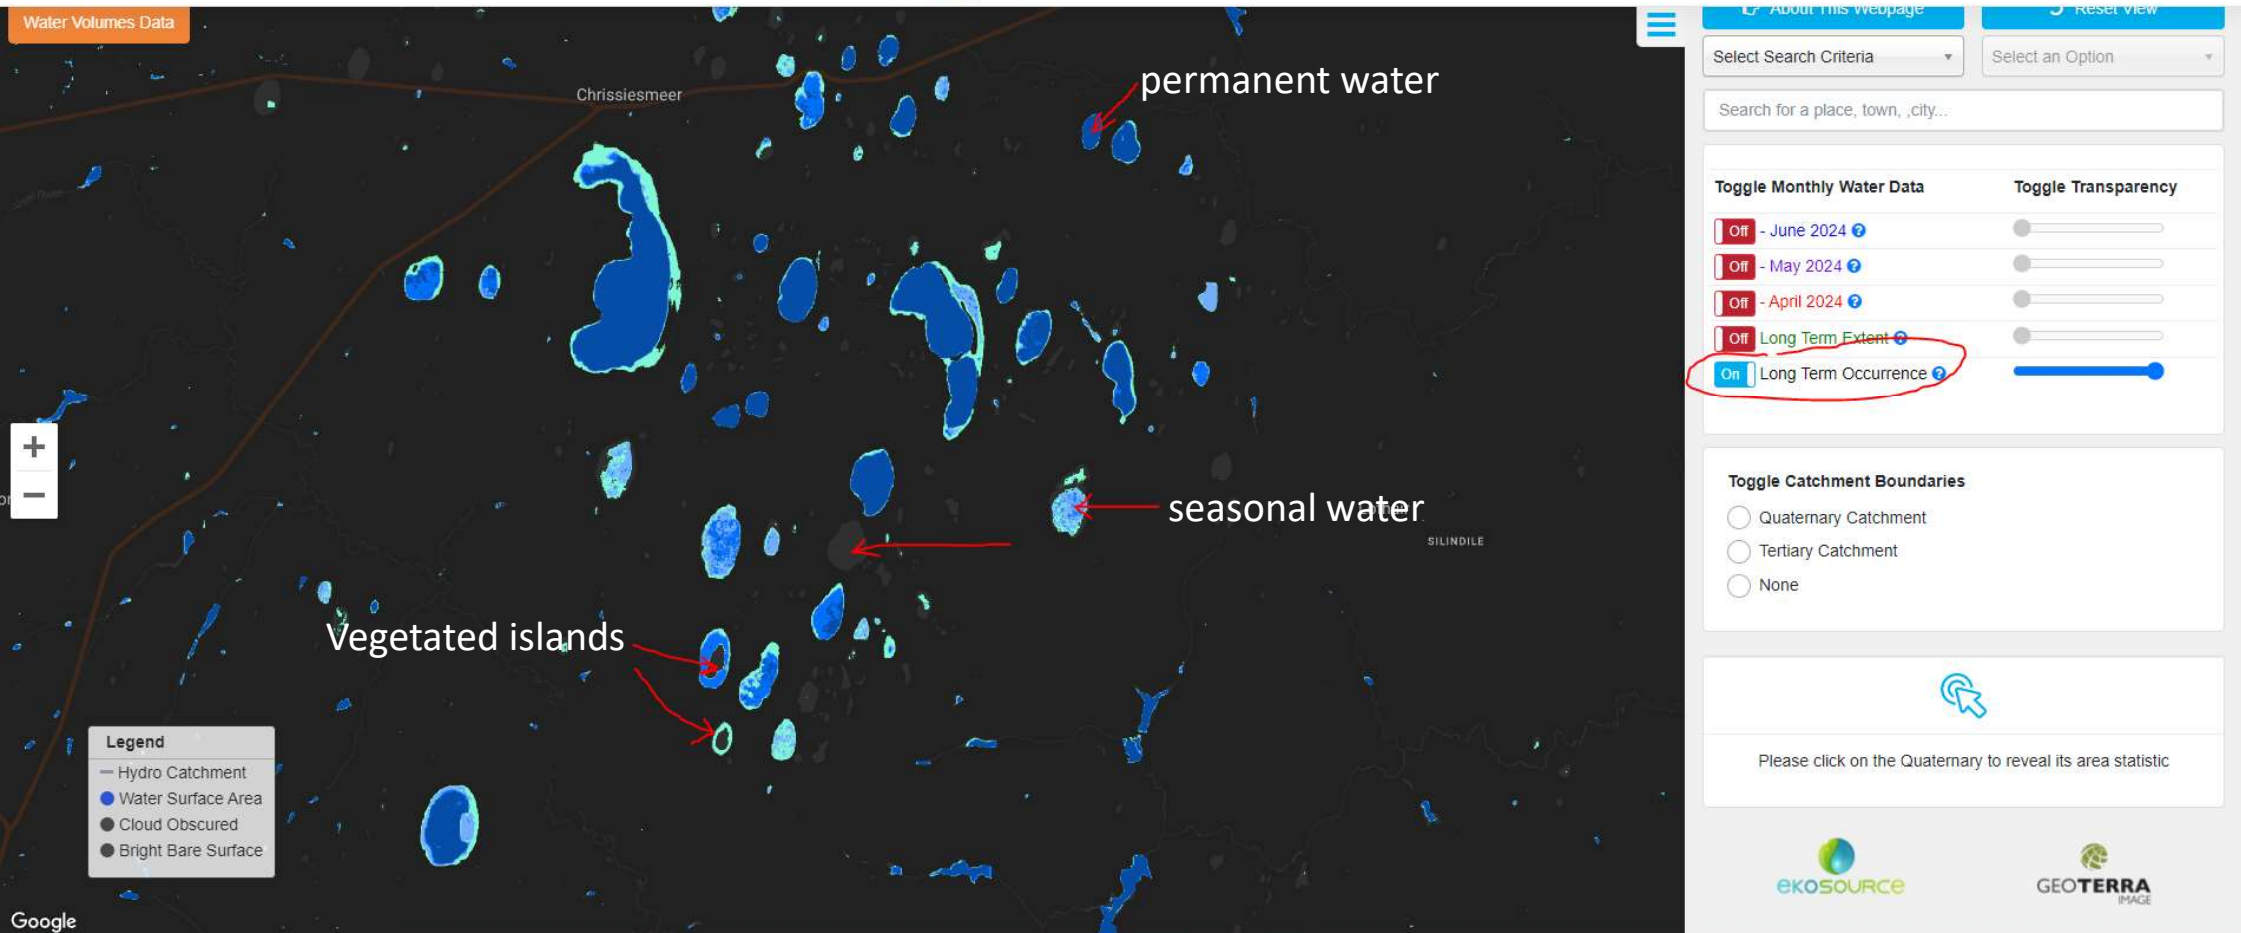 Water Volumes Data
Chrissiesmeer
permanent water
seasonal water
SILINDILE
Vegetated islands
Legend
Hydro Catchment
Water Surface Area
Cloud Obscured
Bright Bare Surface
+
−
Google
About This Webpage
Reset View
Select Search Criteria
Select an Option
Search for a place, town, ,city...
Toggle Monthly Water Data
Toggle Transparency
Off - June 2024
Off - May 2024
Off - April 2024
Off Long Term Extent
On Long Term Occurrence
Toggle Catchment Boundaries
Quaternary Catchment
Tertiary Catchment
None
Please click on the Quaternary to reveal its area statistic
EKOSOURCE
GEOTERRA
IMAGE